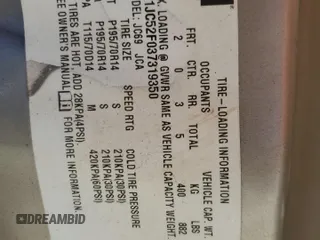 TIRE-LOADING INFORMATION
OCCUPANTS VEHICLE CAP. WT.
FRT. CTR. RR. TOTAL KG LBS
2 0 3 5 400 882
X. LOADING @ GVWR SAME AS VEHICLE CAPACITY WEIGHT.
1JC52F037319350
DEL: JC69 JCA
TIRE SIZE SPEED RTG COLD TIRE PRESSURE
P195/70R14 S 210KPA(30PSI)
P195/70R14 S 210KPA(30PSI)
T115/70D14 M 420KPA(60PSI)
TIRES ARE HOT, ADD 28KPA(4PSI).
EE OWNER'S MANUAL FOR MORE INFORMATION.
DREAMBID